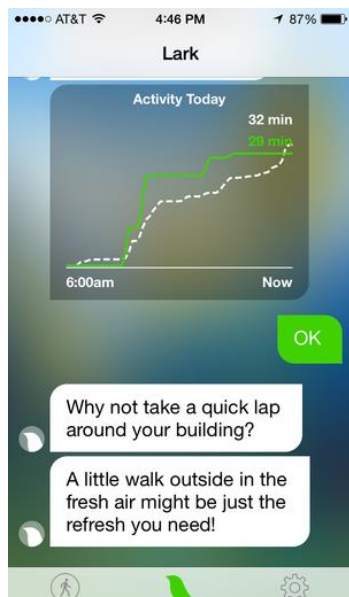 AT&T 4:46 PM 87%
Lark
Activity Today
32 min
29 min
6:00am Now
OK
Why not take a quick lap
around your building?
A little walk outside in the
fresh air might be just the
refresh you need!